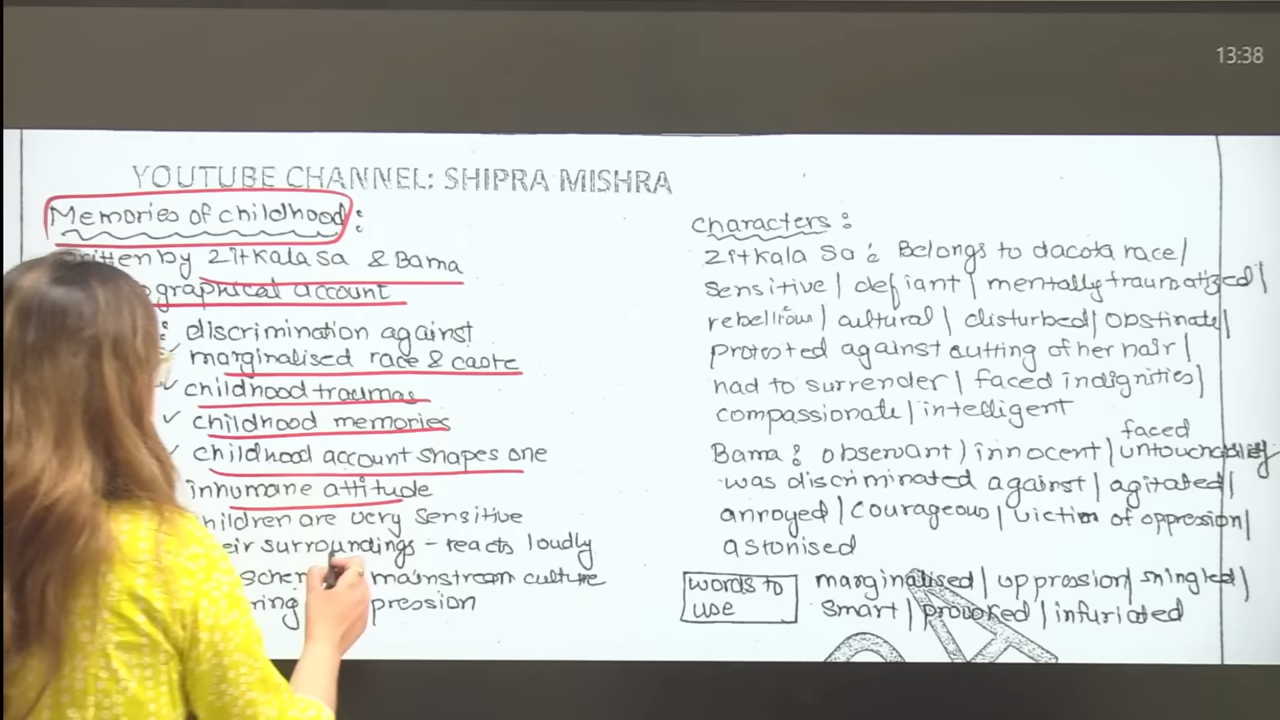 13:38
YOUTUBE CHANNEL: SHIPRA MISHRA
Memories of childhood :
by Zitkala Sa & Bama
graphical account
: discrimination against
✓ marginalised race & caste
✓ childhood traumas
✓ childhood memories
✓ childhood account shapes one
inhumane attitude
children are very sensitive
surroundings - reacts loudly
mainstream culture
pression
characters :
Zitkala Sa : Belongs to dacota race /
sensitive / defiant / mentally traumatized /
rebellious / cultural / disturbed / obstinate /
protested against cutting of her hair /
had to surrender / faced indignities /
compassionate / intelligent
Bama : observant / innocent / faced untouchability
was discriminated against / agitated /
annoyed / courageous / victim of oppression /
astonised
words to use
marginalised / oppression / singled /
smart / provoked / infuriated